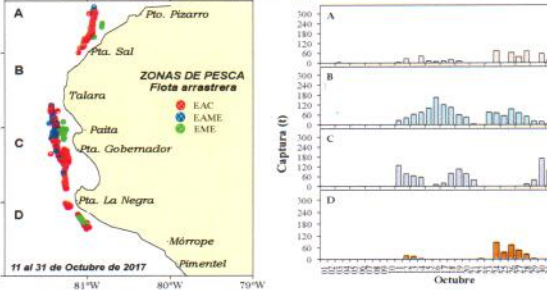 A
Pto. Pizarro
Pta. Sal
B
ZONAS DE PESCA
Flota arrastrera
Talara
EAC
EAME
Paita
EME
C
Pta. Gobernador
Pta. La Negra
D
Mórrope
11 al 31 de Octubre de 2017
Pimentel
81°W
80°W
79°W
Captura (t)
A
300
240
180
120
60
0
B
300
240
180
120
60
0
C
300
240
180
120
60
0
D
300
240
180
120
60
0
Octubre